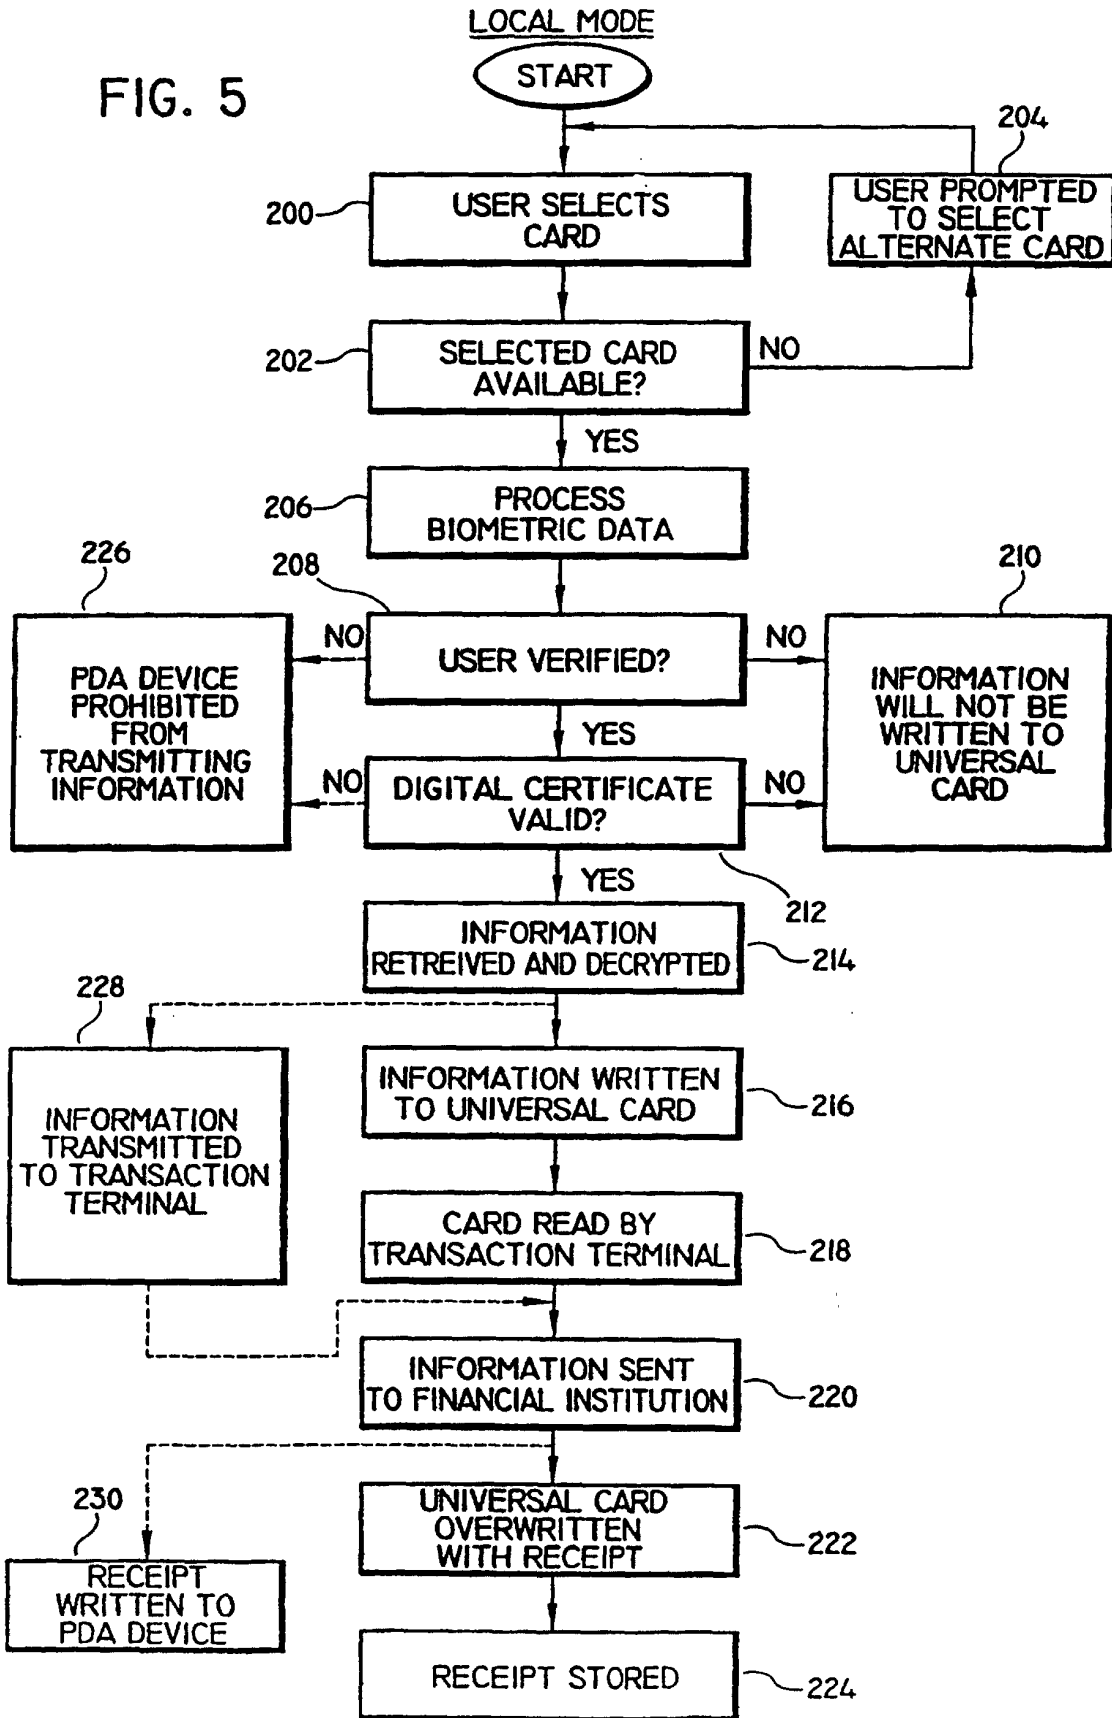 LOCAL MODE
FIG. 5
START
204
200
USER SELECTS
CARD
USER PROMPTED
TO SELECT
ALTERNATE CARD
202
SELECTED CARD
AVAILABLE?
NO
YES
206
PROCESS
BIOMETRIC DATA
226
208
210
NO
USER VERIFIED?
NO
PDA DEVICE
PROHIBITED
FROM
TRANSMITTING
INFORMATION
INFORMATION
WILL NOT BE
WRITTEN TO
UNIVERSAL
CARD
YES
NO
DIGITAL CERTIFICATE
VALID?
NO
YES
212
INFORMATION
RETREIVED AND DECRYPTED
214
228
INFORMATION
TRANSMITTED
TO TRANSACTION
TERMINAL
INFORMATION WRITTEN
TO UNIVERSAL CARD
216
CARD READ BY
TRANSACTION TERMINAL
218
INFORMATION SENT
TO FINANCIAL INSTITUTION
220
230
RECEIPT
WRITTEN TO
PDA DEVICE
UNIVERSAL CARD
OVERWRITTEN
WITH RECEIPT
222
RECEIPT STORED
224